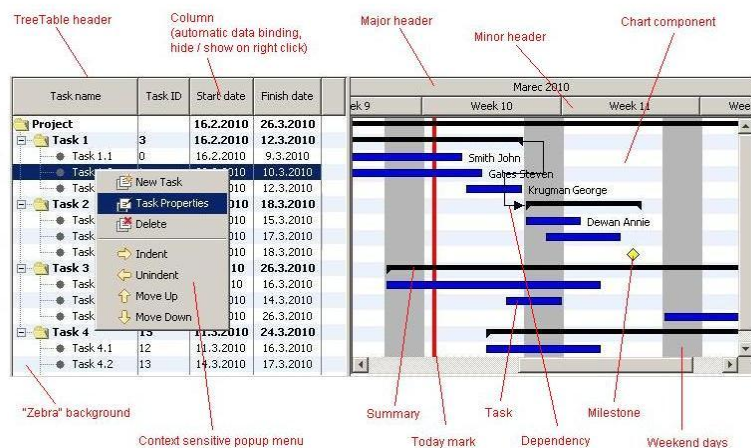 TreeTable header
Column
(automatic data binding,
hide / show on right click)
Major header
Minor header
Chart component
Task name Task ID Start date Finish date
Marec 2010
ek 9 Week 10 Week 11 Wee
Project 16.2.2010 26.3.2010
Task 1 3 16.2.2010 12.3.2010
Task 1.1 0 16.2.2010 9.3.2010 Smith John
10.3.2010 Gates Steven
12.3.2010 Krugman George
Task 2 18.3.2010
15.3.2010 Dewan Annie
17.3.2010
18.3.2010
Task 3 10 26.3.2010
10 16.3.2010
14.3.2010
26.3.2010
Task 4 15 11.3.2010 24.3.2010
Task 4.1 12 11.3.2010 16.3.2010
Task 4.2 13 14.3.2010 17.3.2010
New Task
Task Properties
Delete
Indent
Unindent
Move Up
Move Down
"Zebra" background
Context sensitive popup menu
Summary
Today mark
Task
Dependency
Milestone
Weekend days